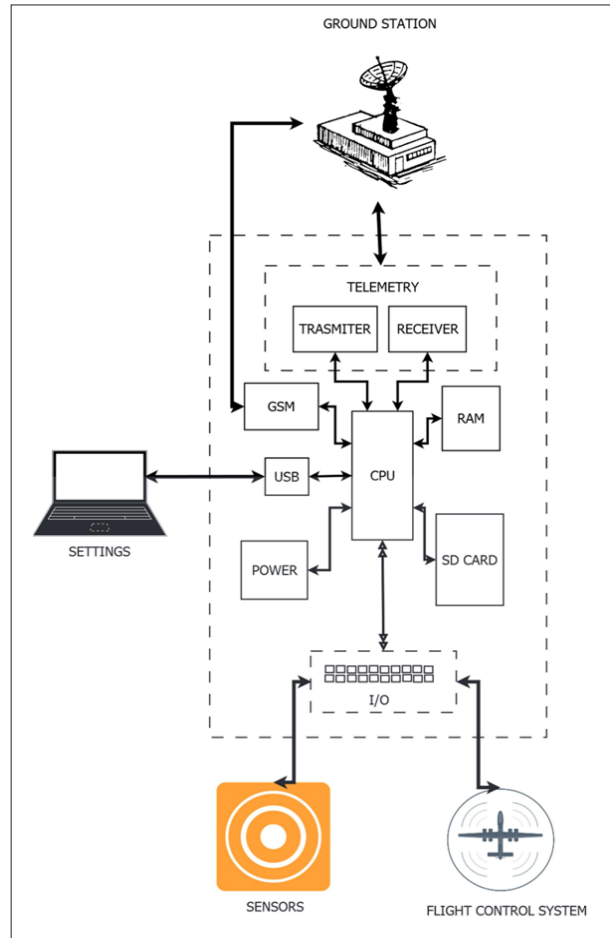 GROUND STATION
TELEMETRY
TRASMITER
RECEIVER
GSM
RAM
CPU
USB
SETTINGS
POWER
SD CARD
I/O
SENSORS
FLIGHT CONTROL SYSTEM